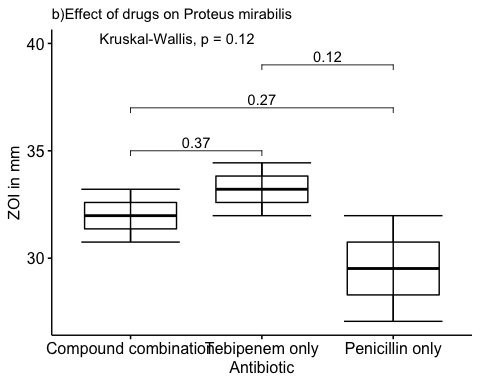 b)Effect of drugs on Proteus mirabilis
40
Kruskal-Wallis, p = 0.12
0.12
0.27
0.37
35
30
ZOI in mm
Compound combination Tebipenem only Penicillin only
Antibiotic